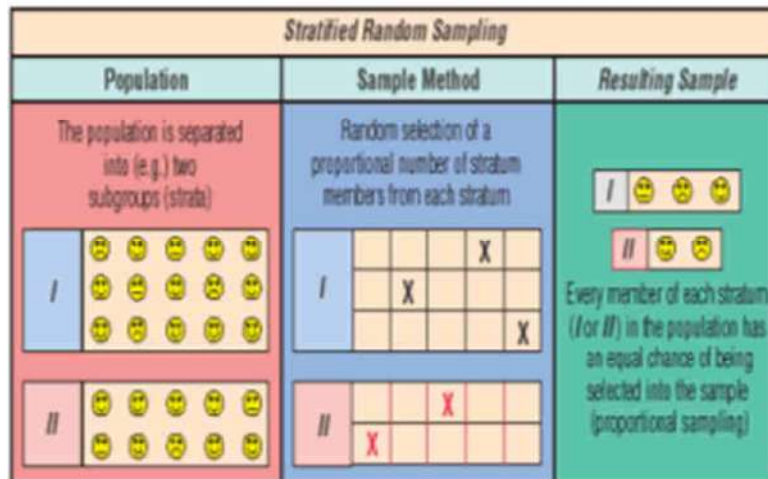 Stratified Random Sampling
Population
Sample Method
Resulting Sample
The population is separated
into (e.g.) two
subgroups (strata)
I
II
Random selection of a
proportional number of stratum
members from each stratum
I
X
X
X
II
X
X
I
II
Every member of each stratum
(I or II) in the population has
an equal chance of being
selected into the sample
(proportional sampling)